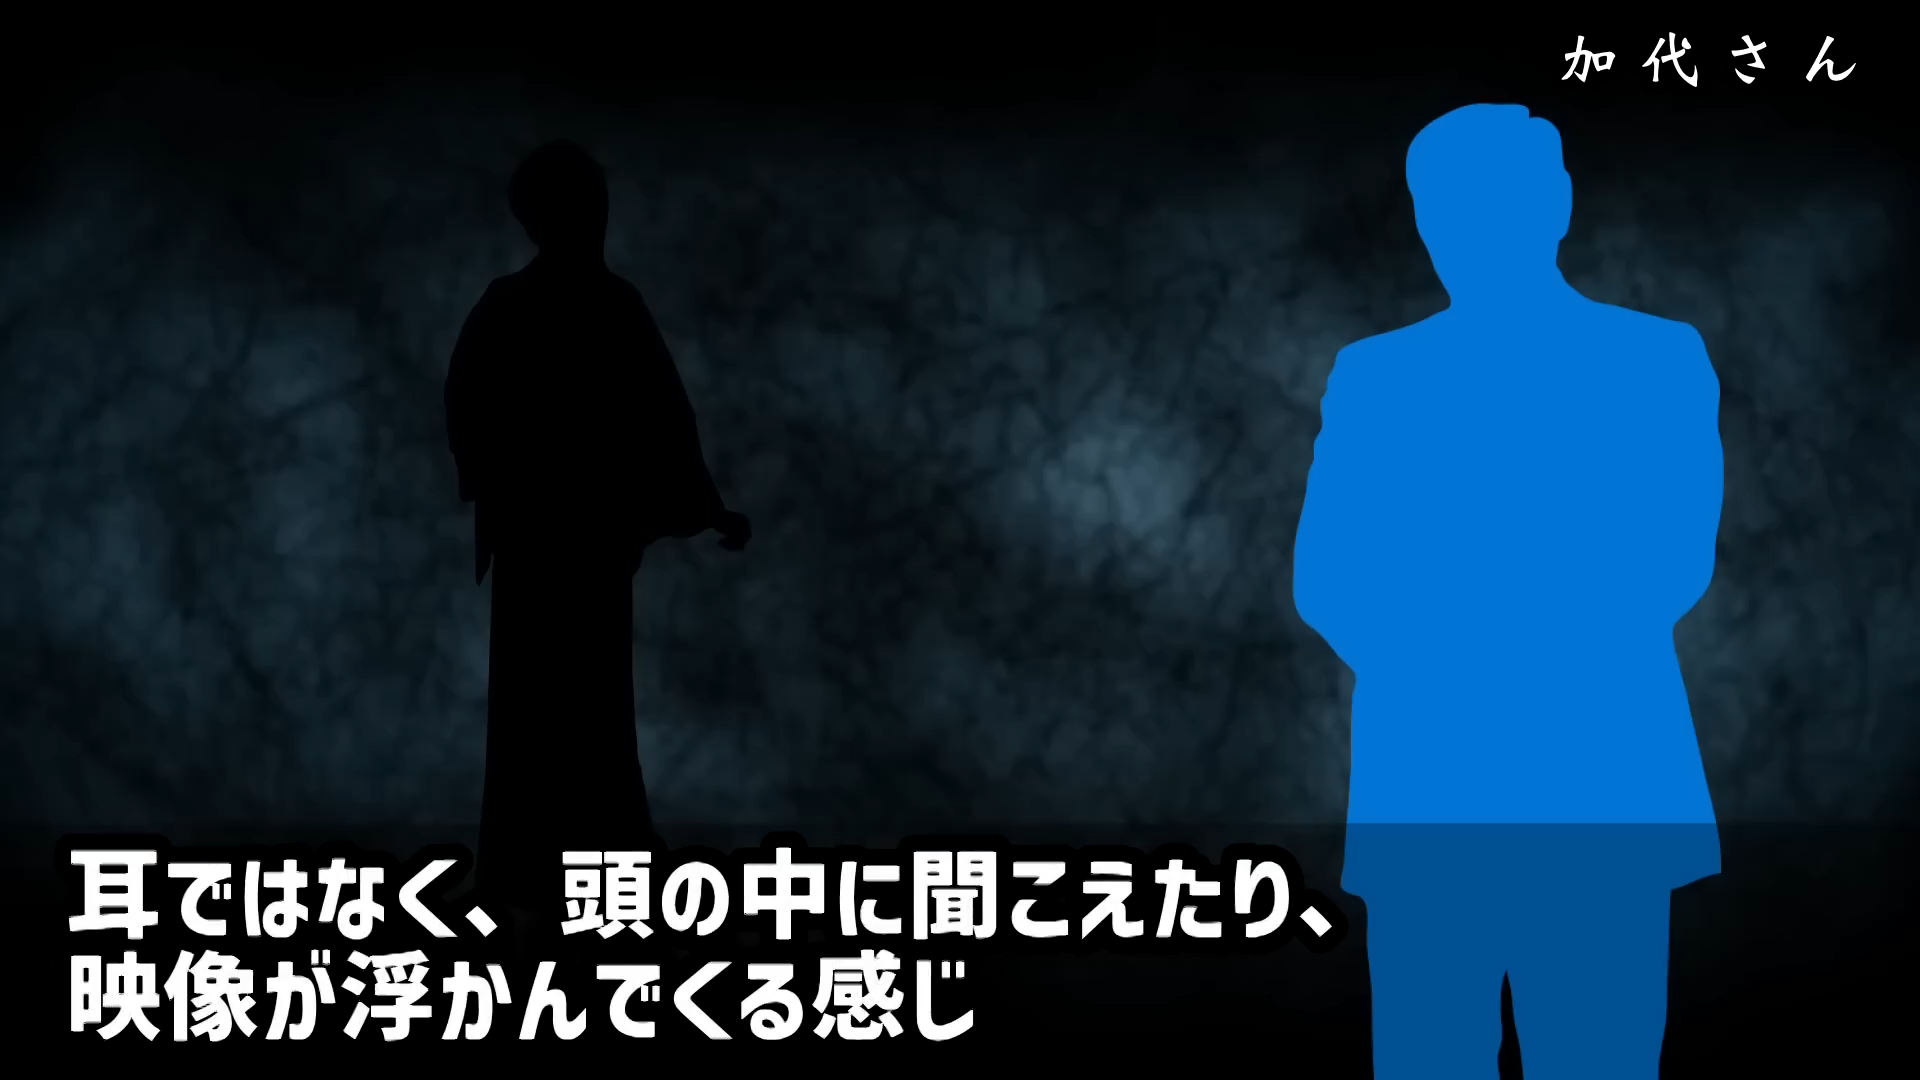 加代さん
耳ではなく、頭の中に聞こえたり、
映像が浮かんでくる感じ